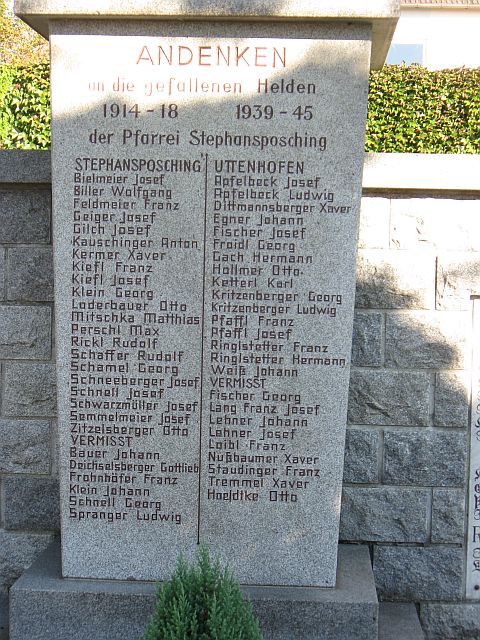 ANDENKEN
an die gefallenen Helden
1914 - 18 1939 - 45
der Pfarrei Stephansposching
STEPHANSPOSCHING
Bielmeier Josef
Biller Wolfgang
Feldmeier Franz
Geiger Josef
Gilch Josef
Kauschinger Anton
Kermer Xaver
Kiefl Franz
Kiefl Josef
Klein Georg
Loderbauer Otto
Mitschka Matthias
Perschl Max
Rickl Rudolf
Schaffer Rudolf
Schamel Georg
Schneeberger Josef
Schnell Josef
Schwarzmüller Josef
Semmelmeier Josef
Zitzelsberger Otto
VERMISST
Bauer Johann
Deichselsberger Gottlieb
Frohnhöfer Franz
Klein Johann
Schnell Georg
Spranger Ludwig
UTTENHOFEN
Apfelbeck Josef
Apfelbeck Ludwig
Dittmannsberger Xaver
Egner Johann
Fischer Josef
Froidl Georg
Gach Hermann
Hollmer Otto
Ketterl Karl
Kritzenberger Georg
Kritzenberger Ludwig
Pfaffl Franz
Pfaffl Josef
Ringlstetter Franz
Ringlstetter Hermann
Weiß Johann
VERMISST
Fischer Georg
Lang Franz Josef
Lehner Johann
Lehner Josef
Loibl Franz
Nußbaumer Xaver
Staudinger Franz
Tremmel Xaver
Hoedtke Otto